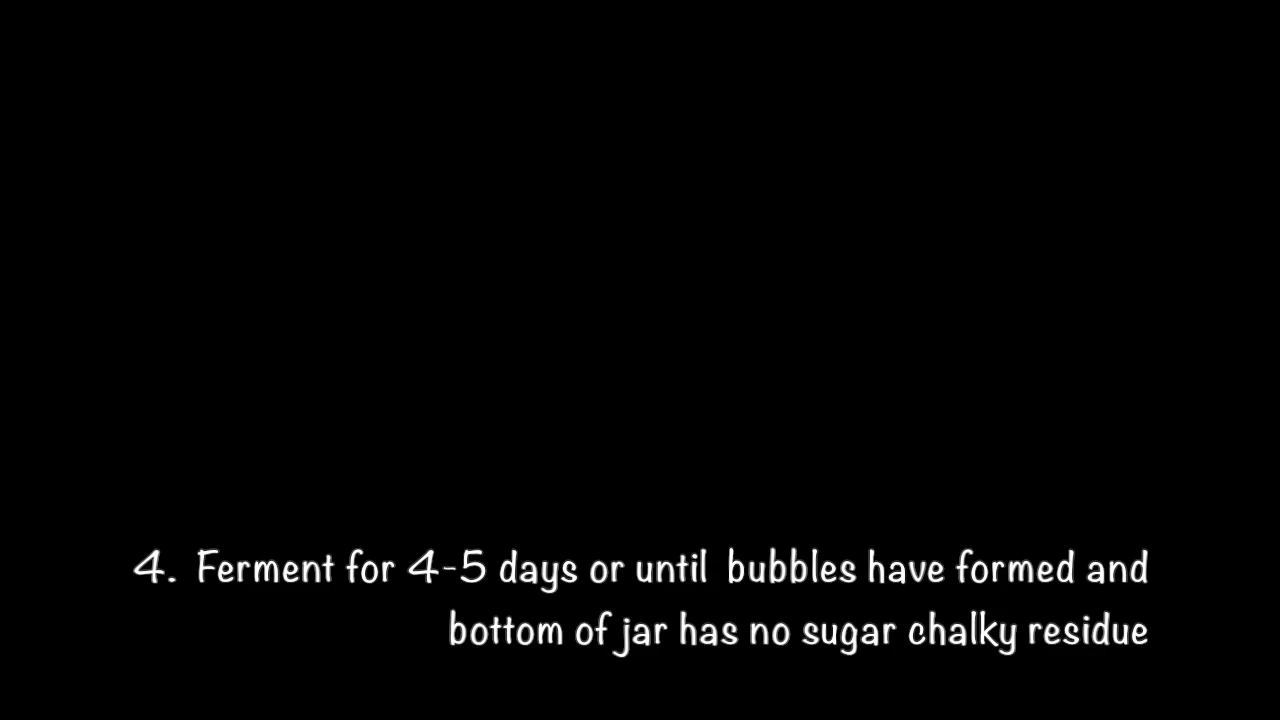 4. Ferment for 4-5 days or until bubbles have formed and
bottom of jar has no sugar chalky residue